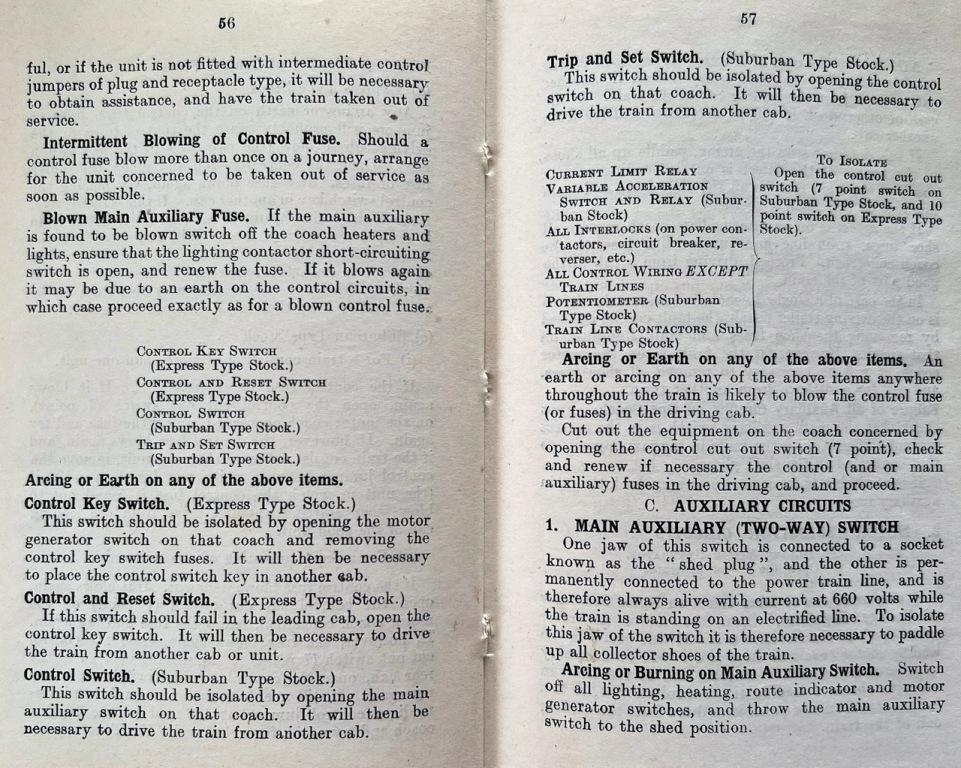 56
ful, or if the unit is not fitted with intermediate control
jumpers of plug and receptacle type, it will be necessary
to obtain assistance, and have the train taken out of
service.
Intermittent Blowing of Control Fuse. Should a
control fuse blow more than once on a journey, arrange
for the unit concerned to be taken out of service as
soon as possible.
Blown Main Auxiliary Fuse. If the main auxiliary
is found to be blown switch off the coach heaters and
lights, ensure that the lighting contactor short-circuiting
switch is open, and renew the fuse. If it blows again
it may be due to an earth on the control circuits, in
which case proceed exactly as for a blown control fuse.
CONTROL KEY SWITCH
(Express Type Stock.)
CONTROL AND RESET SWITCH
(Express Type Stock.)
CONTROL SWITCH
(Suburban Type Stock.)
TRIP AND SET SWITCH
(Suburban Type Stock.)
Arcing or Earth on any of the above items.
Control Key Switch. (Express Type Stock.)
This switch should be isolated by opening the motor
generator switch on that coach and removing the
control key switch fuses. It will then be necessary
to place the control switch key in another cab.
Control and Reset Switch. (Express Type Stock.)
If this switch should fail in the leading cab, open the
control key switch. It will then be necessary to drive
the train from another cab or unit.
Control Switch. (Suburban Type Stock.)
This switch should be isolated by opening the main
auxiliary switch on that coach. It will then be
necessary to drive the train from another cab.
57
Trip and Set Switch. (Suburban Type Stock.)
This switch should be isolated by opening the control
switch on that coach. It will then be necessary to
drive the train from another cab.
CURRENT LIMIT RELAY
VARIABLE ACCELERATION
SWITCH AND RELAY (Subur-
ban Stock)
ALL INTERLOCKS (on power con-
tactors, circuit breaker, re-
verser, etc.)
ALL CONTROL WIRING EXCEPT
TRAIN LINES
POTENTIOMETER (Suburban
Type Stock)
TRAIN LINE CONTACTORS (Sub-
urban Type Stock)
TO ISOLATE
Open the control cut out
switch (7 point switch on
Suburban Type Stock, and 10
point switch on Express Type
Stock).
Arcing or Earth on any of the above items. An
earth or arcing on any of the above items anywhere
throughout the train is likely to blow the control fuse
(or fuses) in the driving cab.
Cut out the equipment on the coach concerned by
opening the control cut out switch (7 point), check
and renew if necessary the control (and or main
auxiliary) fuses in the driving cab, and proceed.
C. AUXILIARY CIRCUITS
1. MAIN AUXILIARY (TWO-WAY) SWITCH
One jaw of this switch is connected to a socket
known as the "shed plug", and the other is per-
manently connected to the power train line, and is
therefore always alive with current at 660 volts while
the train is standing on an electrified line. To isolate
this jaw of the switch it is therefore necessary to paddle
up all collector shoes of the train.
Arcing or Burning on Main Auxiliary Switch. Switch
off all lighting, heating, route indicator and motor
generator switches, and throw the main auxiliary
switch to the shed position.